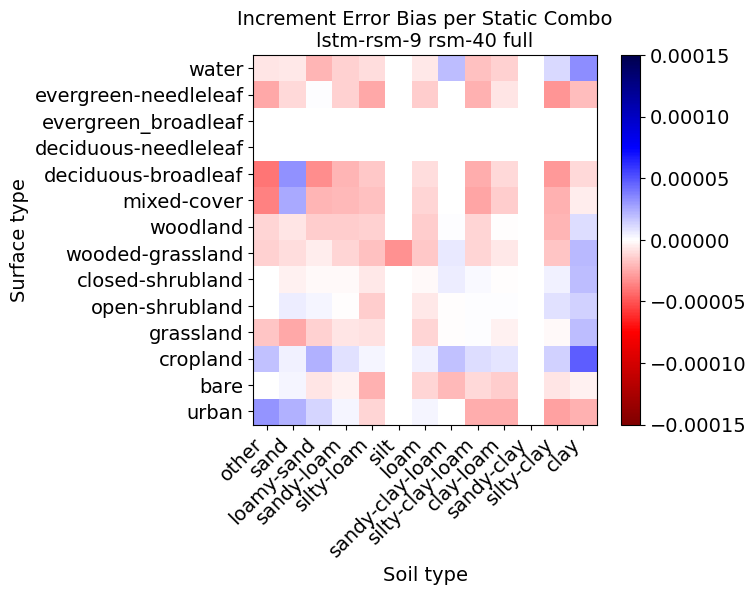 Increment Error Bias per Static Combo
lstm-rsm-9 rsm-40 full
Surface type
water
evergreen-needleleaf
evergreen_broadleaf
deciduous-needleleaf
deciduous-broadleaf
mixed-cover
woodland
wooded-grassland
closed-shrubland
open-shrubland
grassland
cropland
bare
urban
other
sand
loamy-sand
sandy-loam
silty-loam
silt
loam
sandy-clay-loam
silty-clay-loam
clay-loam
sandy-clay
silty-clay
clay
Soil type
0.00015
0.00010
0.00005
0.00000
−0.00005
−0.00010
−0.00015